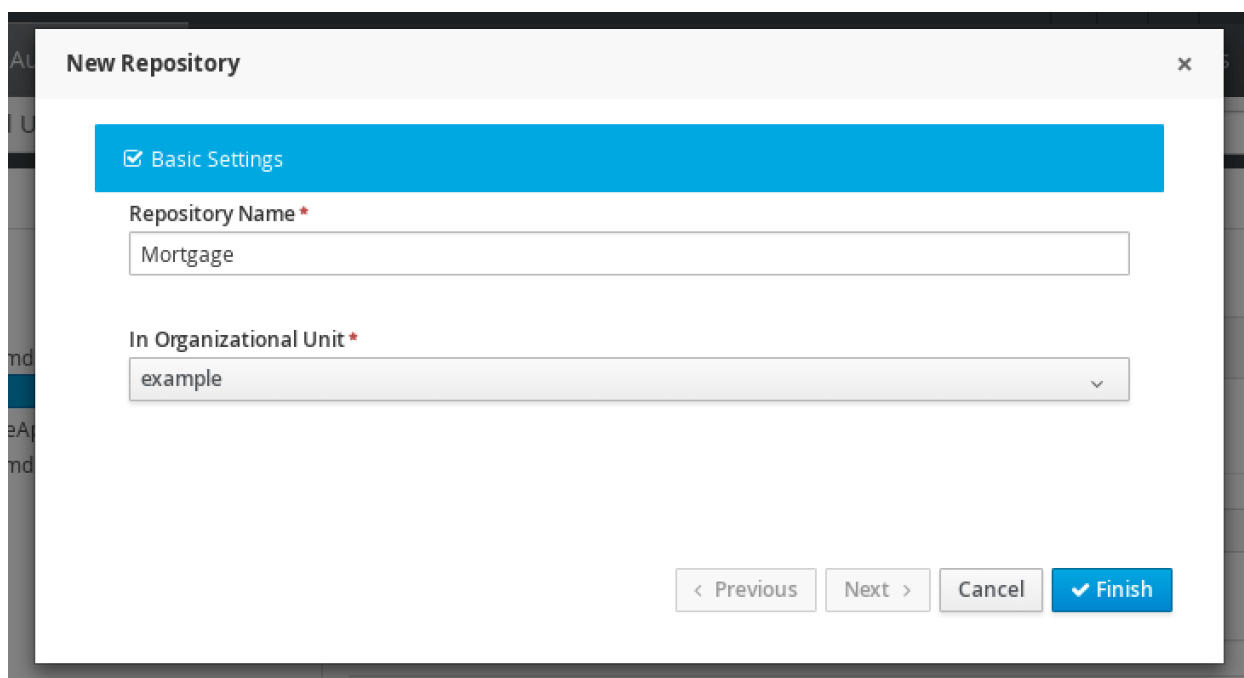 New Repository ×
Basic Settings
Repository Name *
Mortgage
In Organizational Unit *
example
< Previous Next > Cancel Finish